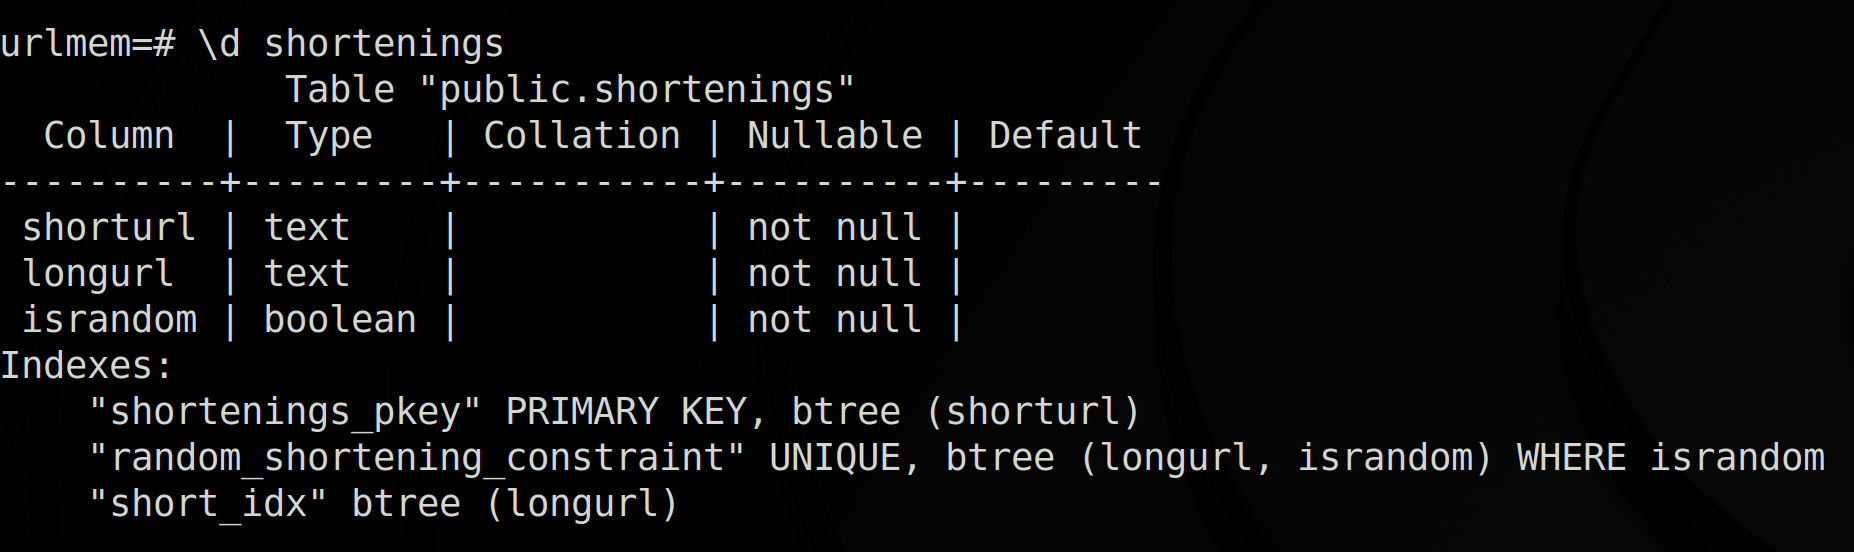 urlmem=# \d shortenings
             Table "public.shortenings"
  Column  |  Type   | Collation | Nullable | Default
----------+---------+-----------+----------+---------
 shorturl | text    |           | not null |
 longurl  | text    |           | not null |
 israndom | boolean |           | not null |
Indexes:
    "shortenings_pkey" PRIMARY KEY, btree (shorturl)
    "random_shortening_constraint" UNIQUE, btree (longurl, israndom) WHERE israndom
    "short_idx" btree (longurl)